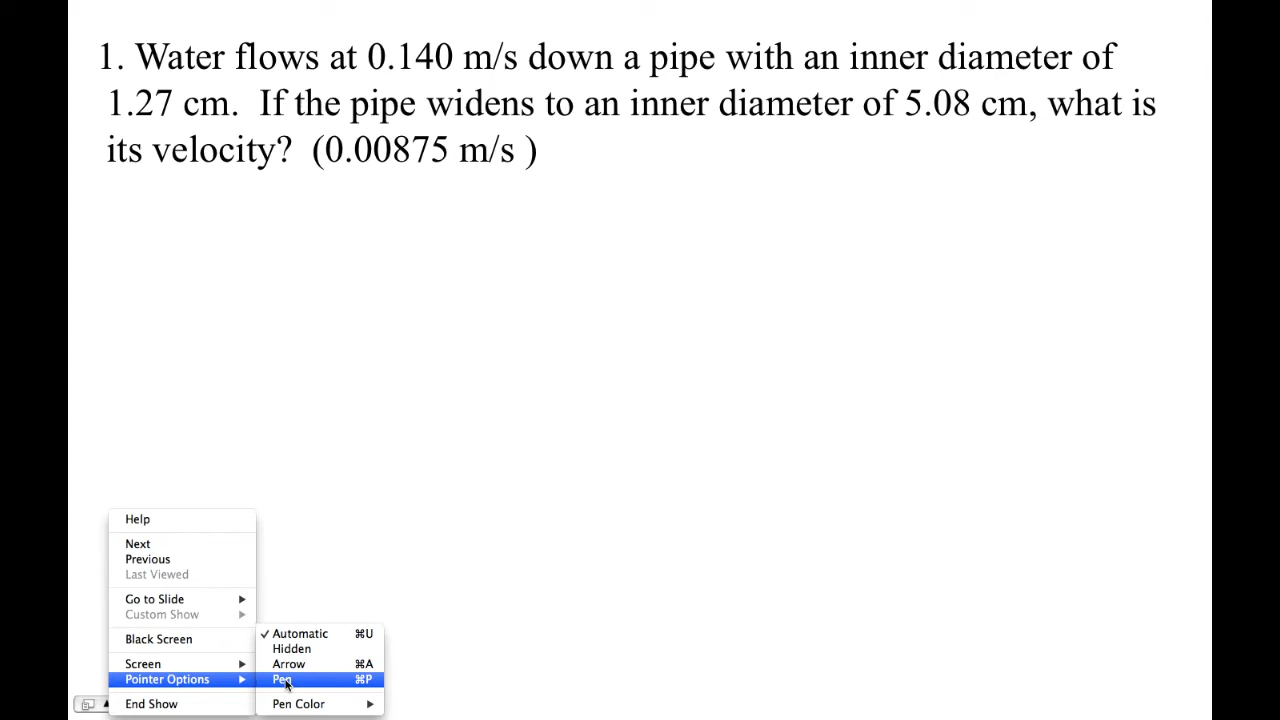 1. Water flows at 0.140 m/s down a pipe with an inner diameter of
1.27 cm. If the pipe widens to an inner diameter of 5.08 cm, what is
its velocity? (0.00875 m/s )
Help
Next
Previous
Last Viewed
Go to Slide
Custom Show
Black Screen
Screen
Pointer Options
End Show
✓ Automatic ⌘U
Hidden
Arrow ⌘A
Pen ⌘P
Pen Color